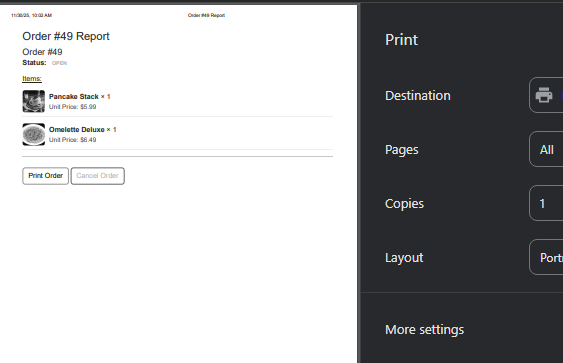 11/30/25, 10:02 AM
Order #49 Report
Order #49 Report
Order #49
Status: OPEN
Items:
Pancake Stack × 1
Unit Price: $5.99
Omelette Deluxe × 1
Unit Price: $6.49
Print Order
Cancel Order
Print
Destination
Pages
All
Copies
1
Layout
Port
More settings